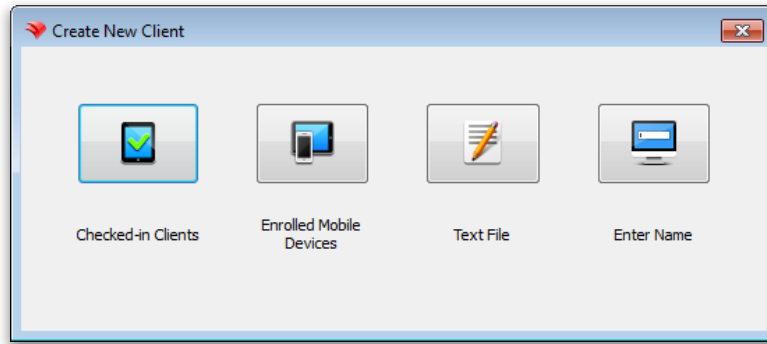 Create New Client
Checked-in Clients
Enrolled Mobile
Devices
Text File
Enter Name